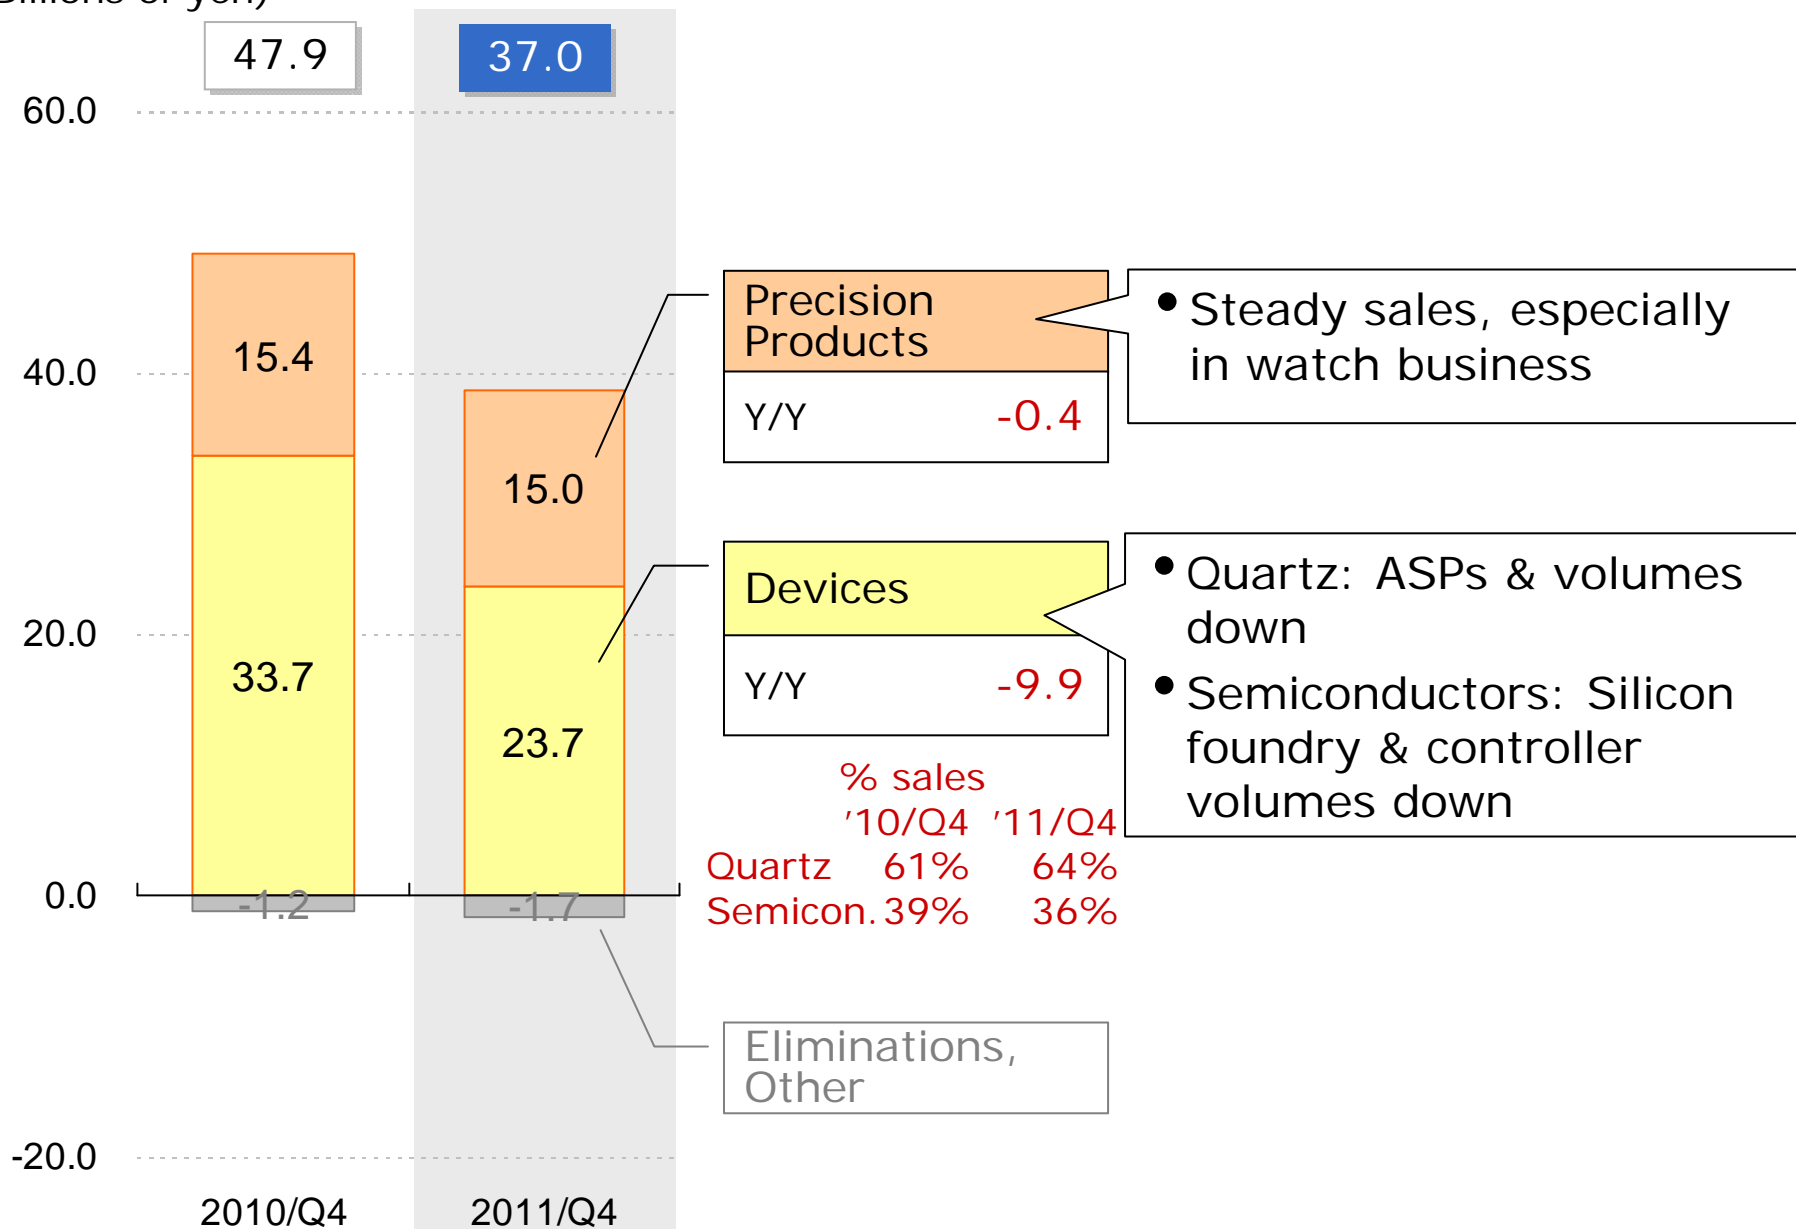 of yen)
47.9
37.0
60.0
40.0
20.0
0.0
-20.0
15.4
33.7
-1.2
15.0
23.7
-1.7
2010/Q4
2011/Q4
Precision
Products
Y/Y -0.4
• Steady sales, especially
in watch business
Devices
Y/Y -9.9
• Quartz: ASPs & volumes
down
• Semiconductors: Silicon
foundry & controller
volumes down
% sales
'10/Q4 '11/Q4
Quartz 61% 64%
Semicon. 39% 36%
Eliminations,
Other